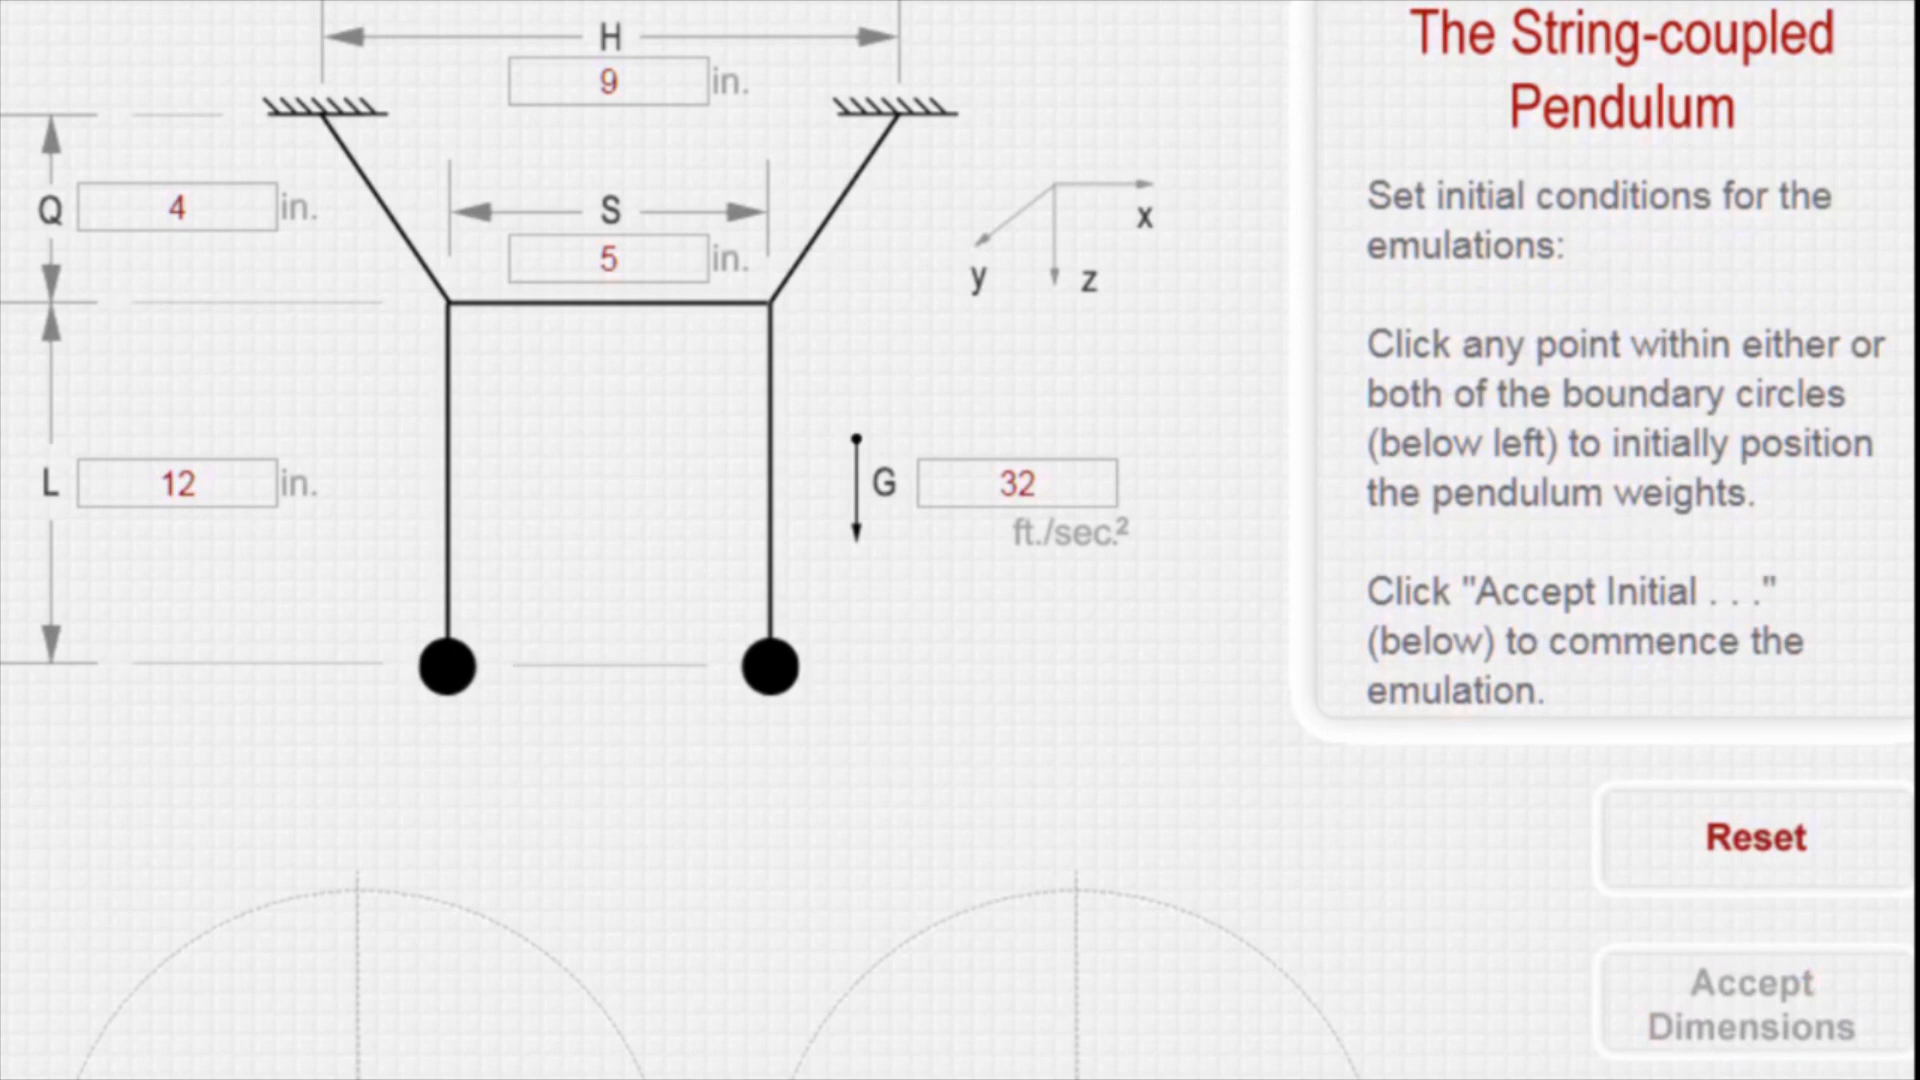 H
9 in.
Q 4 in.
S
5 in.
x
y
z
L 12 in.
G 32
ft./sec.²
The String-coupled
Pendulum
Set initial conditions for the
emulations:
Click any point within either or
both of the boundary circles
(below left) to initially position
the pendulum weights.
Click "Accept Initial . . ."
(below) to commence the
emulation.
Reset
Accept
Dimensions